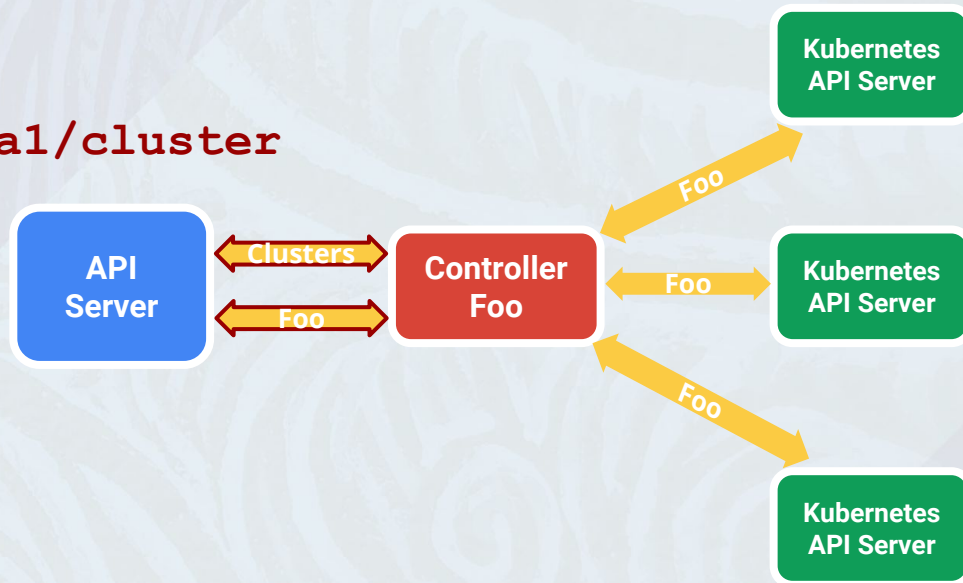 a1/cluster
API
Server
Clusters
Foo
Controller
Foo
Foo
Foo
Foo
Kubernetes
API Server
Kubernetes
API Server
Kubernetes
API Server